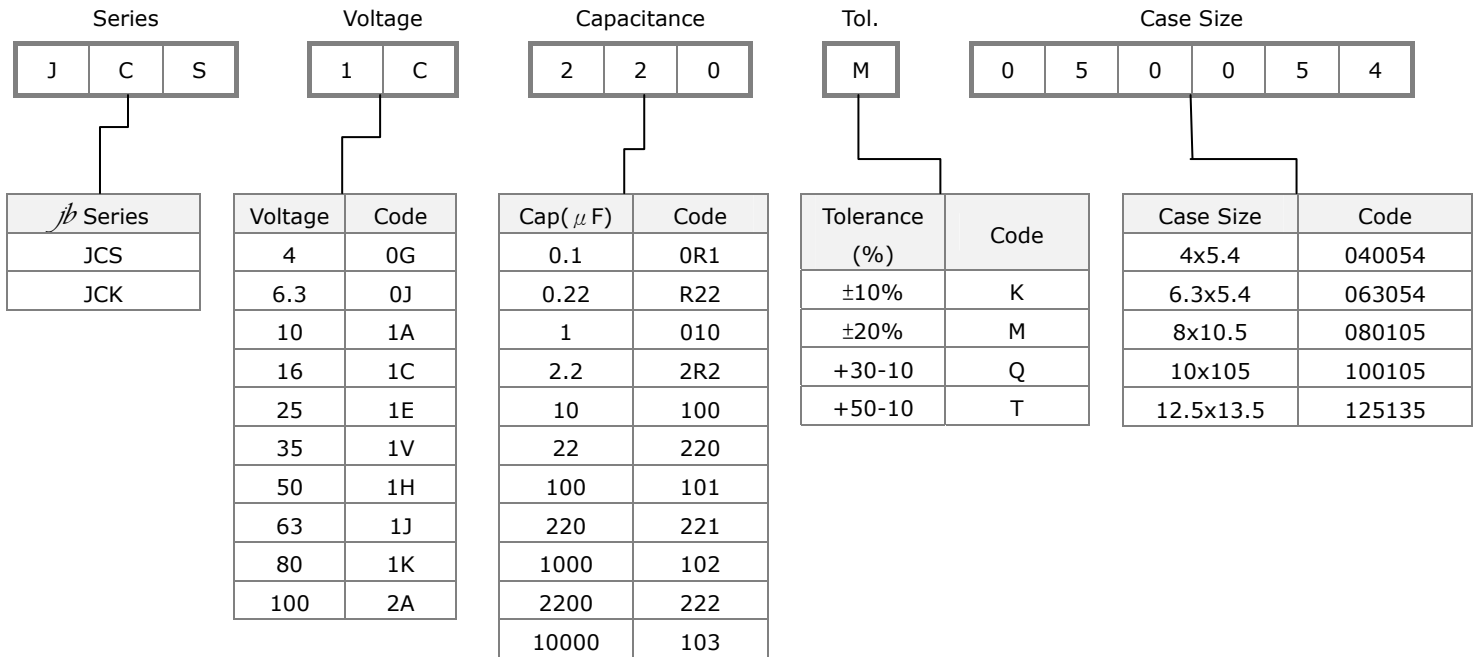 Series Voltage Capacitance Tol. Case Size
J C S 1 C 2 2 0 M 0 5 0 0 5 4
jb Series
JCS
JCK
Voltage Code
4 0G
6.3 0J
10 1A
16 1C
25 1E
35 1V
50 1H
63 1J
80 1K
100 2A
Cap(μF) Code
0.1 0R1
0.22 R22
1 010
2.2 2R2
10 100
22 220
100 101
220 221
1000 102
2200 222
10000 103
Tolerance
(%)
Code
±10% K
±20% M
+30-10 Q
+50-10 T
Case Size Code
4x5.4 040054
6.3x5.4 063054
8x10.5 080105
10x105 100105
12.5x13.5 125135